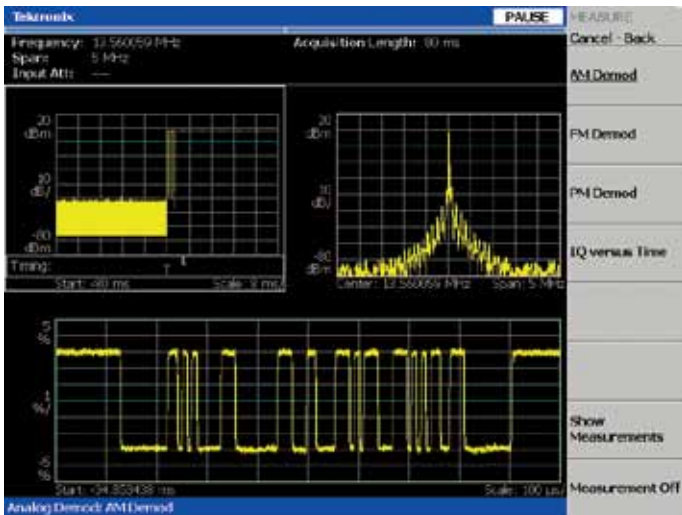 Tektronix
PAUSE
MEASURE
Cancel - Back
Frequency: 13.560059 MHz
Acquisition Length: 80 ms
Span: 5 MHz
Input Att: ---
AM Demod
FM Demod
PM Demod
IQ versus Time
Show
Measurements
Measurement Off
20
dBm
10
dB/
-80
dBm
Timing:
T
Start: -80 ms
Scale: 8 ms/
20
dBm
10
dB/
-80
dBm
Center: 13.560059 MHz
Span: 5 MHz
5
%
1
%/
-5
%
Start:
Scale: 100 µs/
Analog Demod: AM Demod